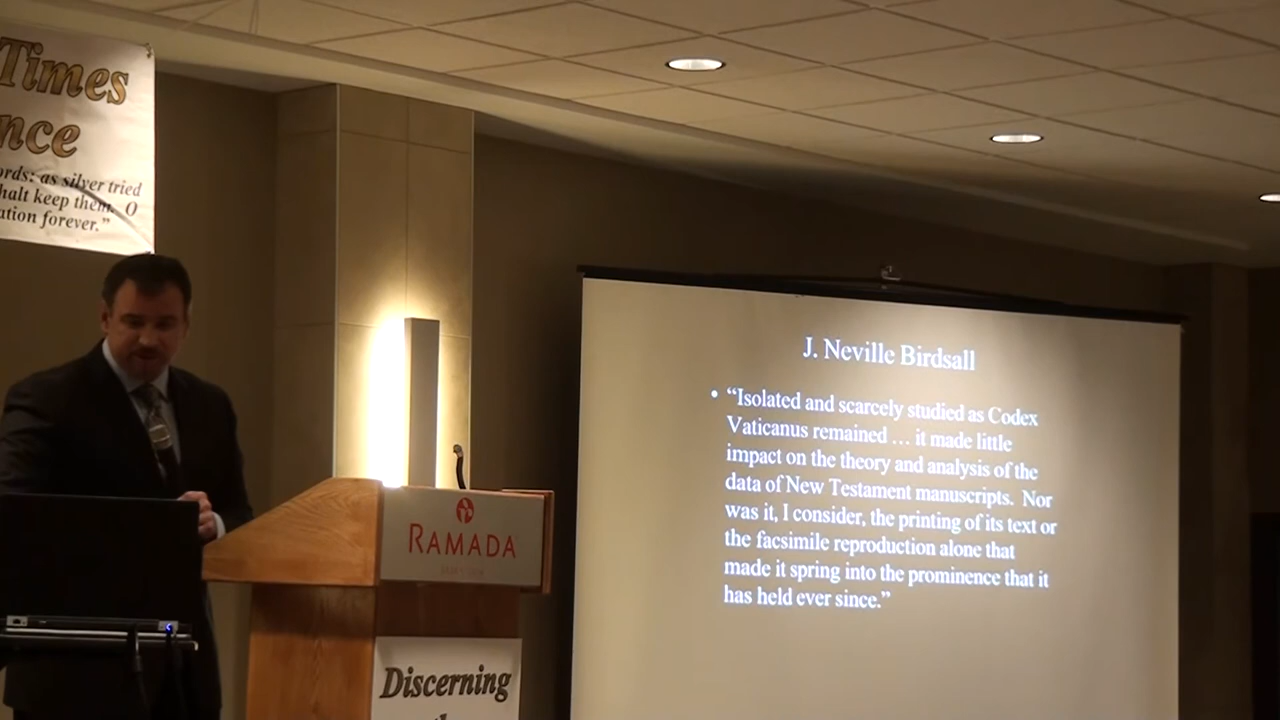 Times
nce
ords: as silver tried
halt keep them, O
ation forever.”
J. Neville Birdsall
• “Isolated and scarcely studied as Codex
Vaticanus remained ... it made little
impact on the theory and analysis of the
data of New Testament manuscripts. Nor
was it, I consider, the printing of its text or
the facsimile reproduction alone that
made it spring into the prominence that it
has held ever since.”
RAMADA
Discerning